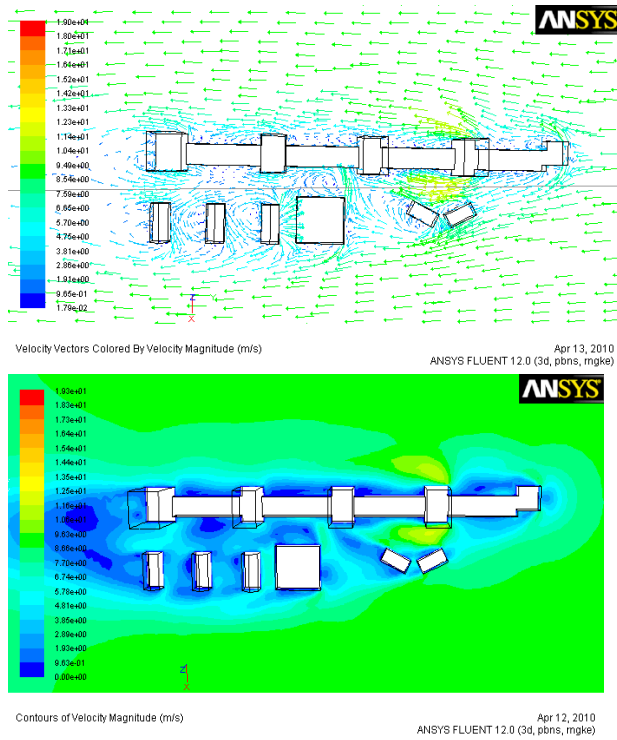 ANSYS
1.90e+01
1.80e+01
1.71e+01
1.61e+01
1.52e+01
1.42e+01
1.33e+01
1.23e+01
1.14e+01
1.04e+01
9.49e+00
8.54e+00
7.59e+00
6.65e+00
5.70e+00
4.75e+00
3.81e+00
2.86e+00
1.91e+00
9.65e-01
1.79e-02
Z
X
Velocity Vectors Colored By Velocity Magnitude (m/s)
Apr 13, 2010
ANSYS FLUENT 12.0 (3d, pbns, rngke)
ANSYS
1.93e+01
1.83e+01
1.73e+01
1.64e+01
1.54e+01
1.44e+01
1.35e+01
1.25e+01
1.16e+01
1.06e+01
9.63e+00
8.66e+00
7.70e+00
6.74e+00
5.78e+00
4.81e+00
3.85e+00
2.89e+00
1.93e+00
9.63e-01
0.00e+00
Z
X
Contours of Velocity Magnitude (m/s)
Apr 12, 2010
ANSYS FLUENT 12.0 (3d, pbns, rngke)